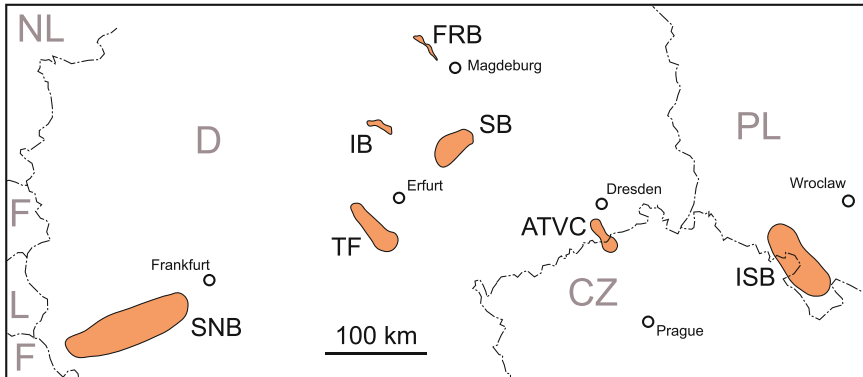 NL
FRB
Magdeburg
D
IB
SB
PL
Erfurt
Dresden
Wroclaw
F
TF
ATVC
Frankfurt
CZ
ISB
L
SNB
100 km
Prague
F